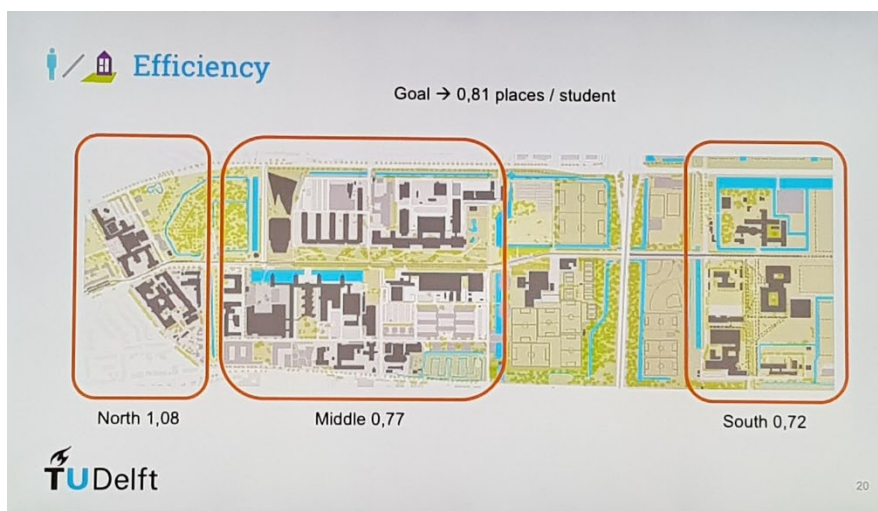 Efficiency
Goal → 0,81 places / student
North 1,08
Middle 0,77
South 0,72
TUDelft
20